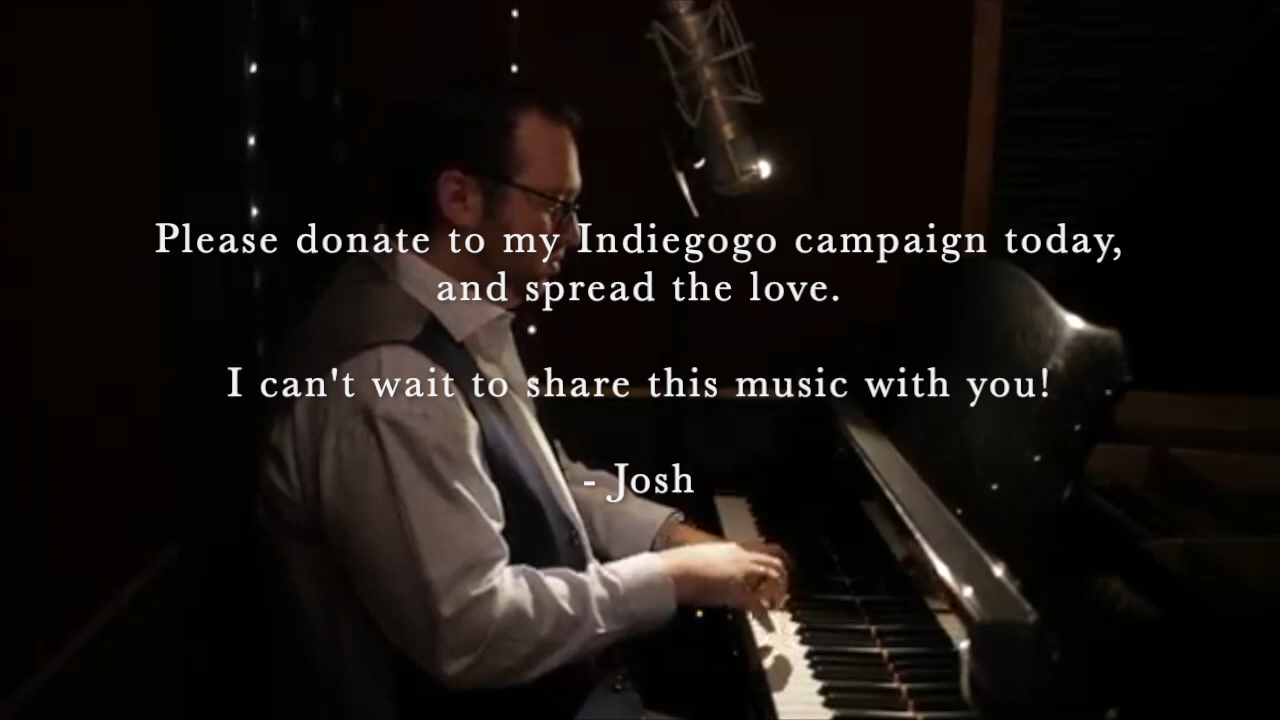 Please donate to my Indiegogo campaign today,
and spread the love.
I can't wait to share this music with you!
- Josh